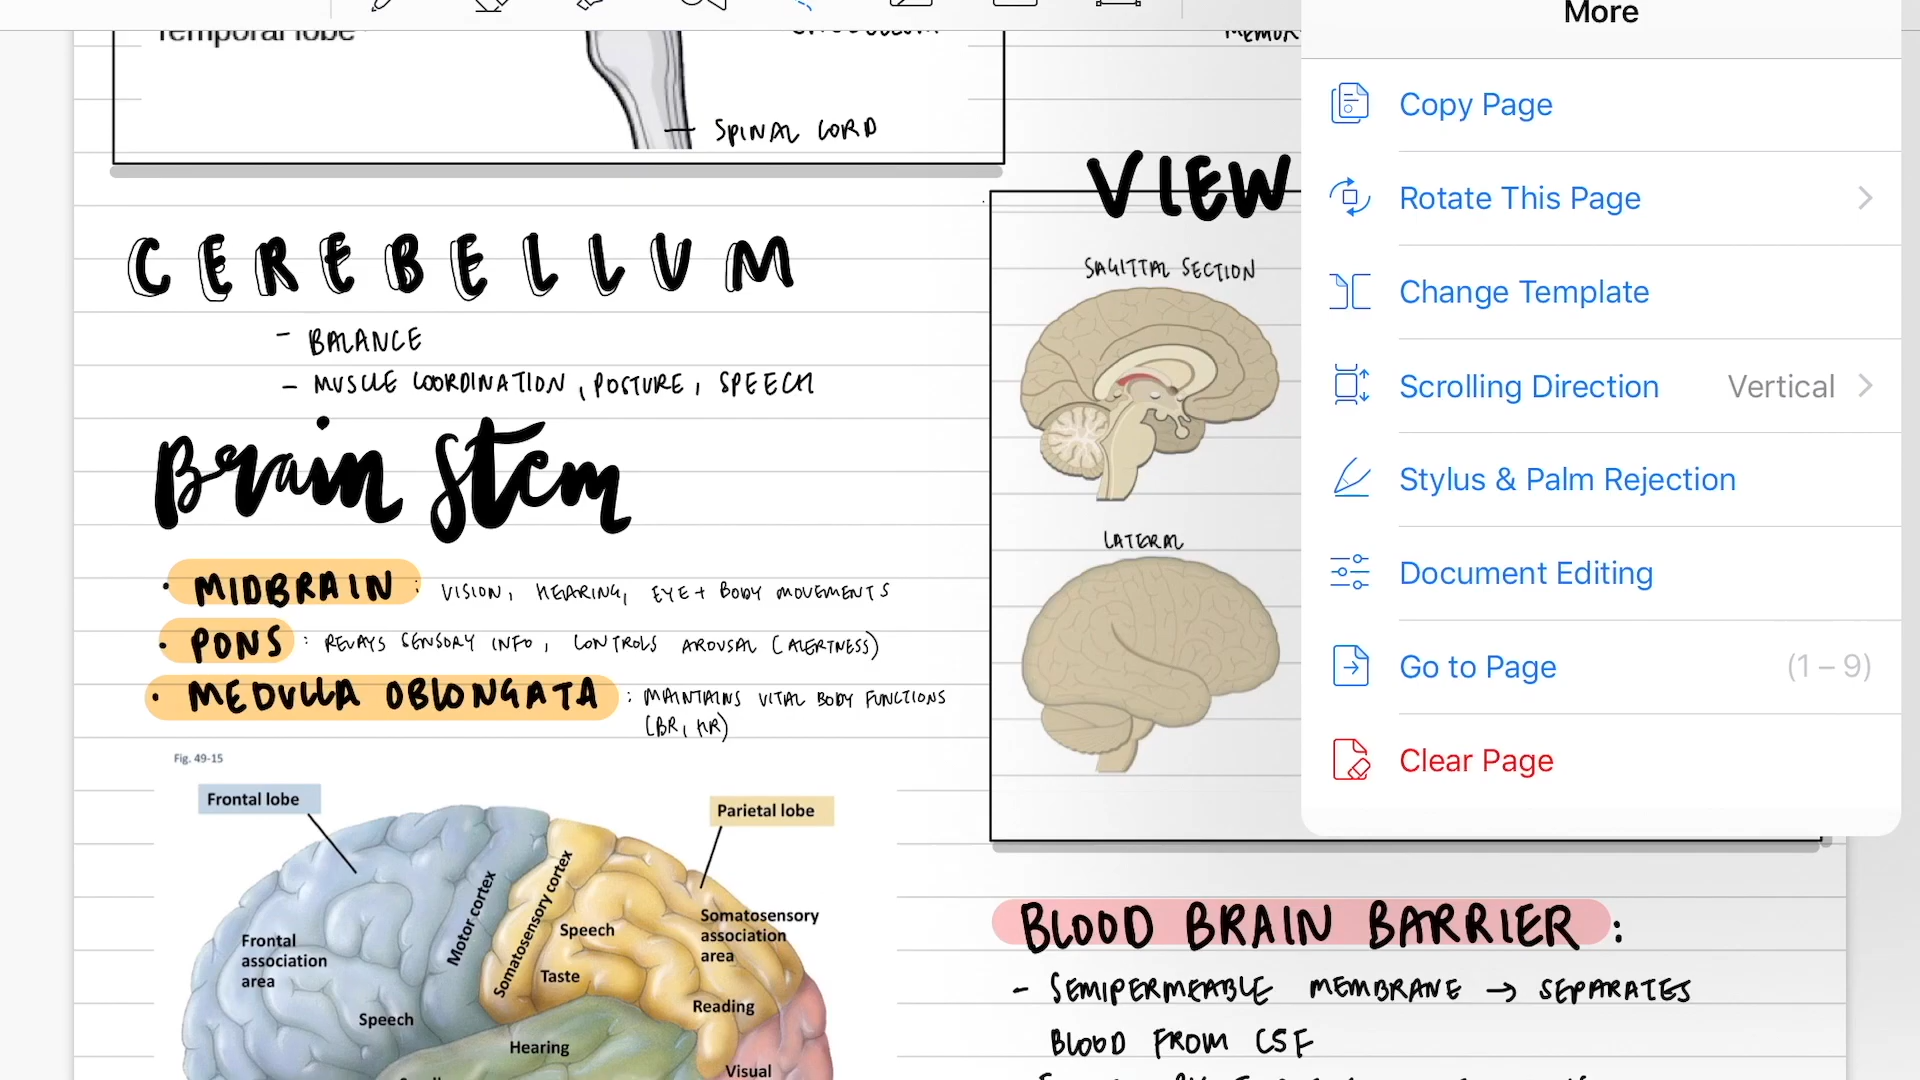 Temporal lobe
SPINAL CORD
CEREBELLUM
- BALANCE
- MUSCLE COORDINATION, POSTURE, SPEECH
Brain Stem
• MIDBRAIN : VISION, HEARING, EYE + BODY MOVEMENTS
• PONS : RELAYS SENSORY INFO, CONTROLS AROUSAL (ALERTNESS)
• MEDULLA OBLONGATA : MAINTAINS VITAL BODY FUNCTIONS
(BR, HR)
Fig. 49-15
Frontal lobe
Parietal lobe
Motor cortex
Somatosensory cortex
Frontal
association
area
Speech
Speech
Taste
Hearing
Somatosensory
association
area
Reading
Visual
VIEW
SAGITTAL SECTION
LATERAL
BLOOD BRAIN BARRIER :
- SEMIPERMEABLE MEMBRANE → SEPARATES
BLOOD FROM CSF
More
Copy Page
Rotate This Page
Change Template
Scrolling Direction Vertical
Stylus & Palm Rejection
Document Editing
Go to Page (1 – 9)
Clear Page